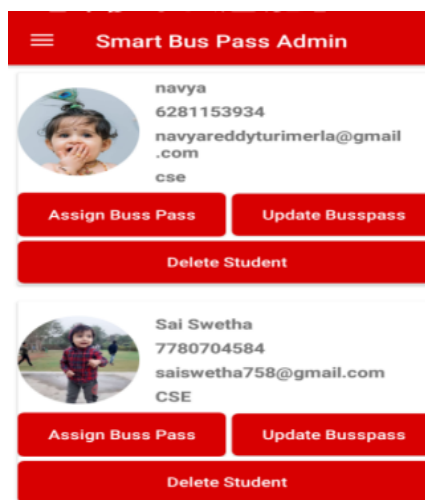 Smart Bus Pass Admin
navya
6281153934
navyareddyturimerla@gmail
.com
cse
Assign Buss Pass
Update Busspass
Delete Student
Sai Swetha
7780704584
saiswetha758@gmail.com
CSE
Assign Buss Pass
Update Busspass
Delete Student